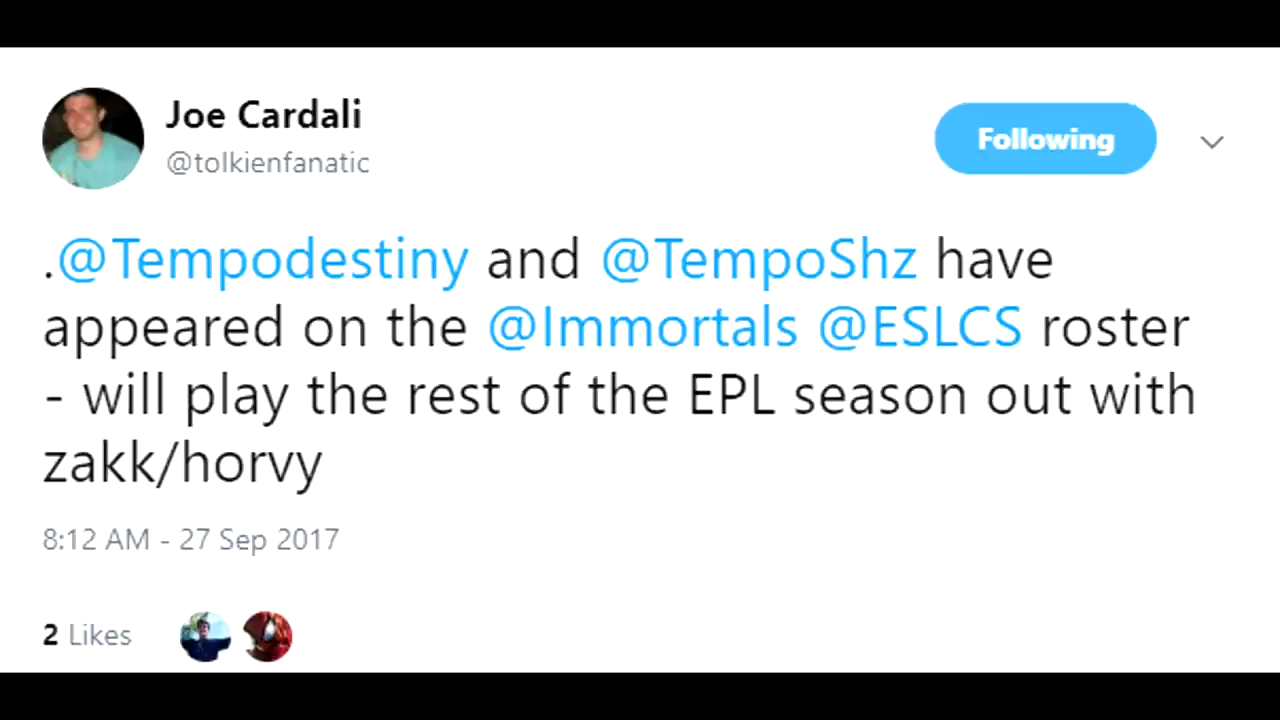 Joe Cardali
@tolkienfanatic
Following
.@Tempodestiny and @TempoShz have
appeared on the @Immortals @ESLCS roster
- will play the rest of the EPL season out with
zakk/horvy
8:12 AM - 27 Sep 2017
2 Likes